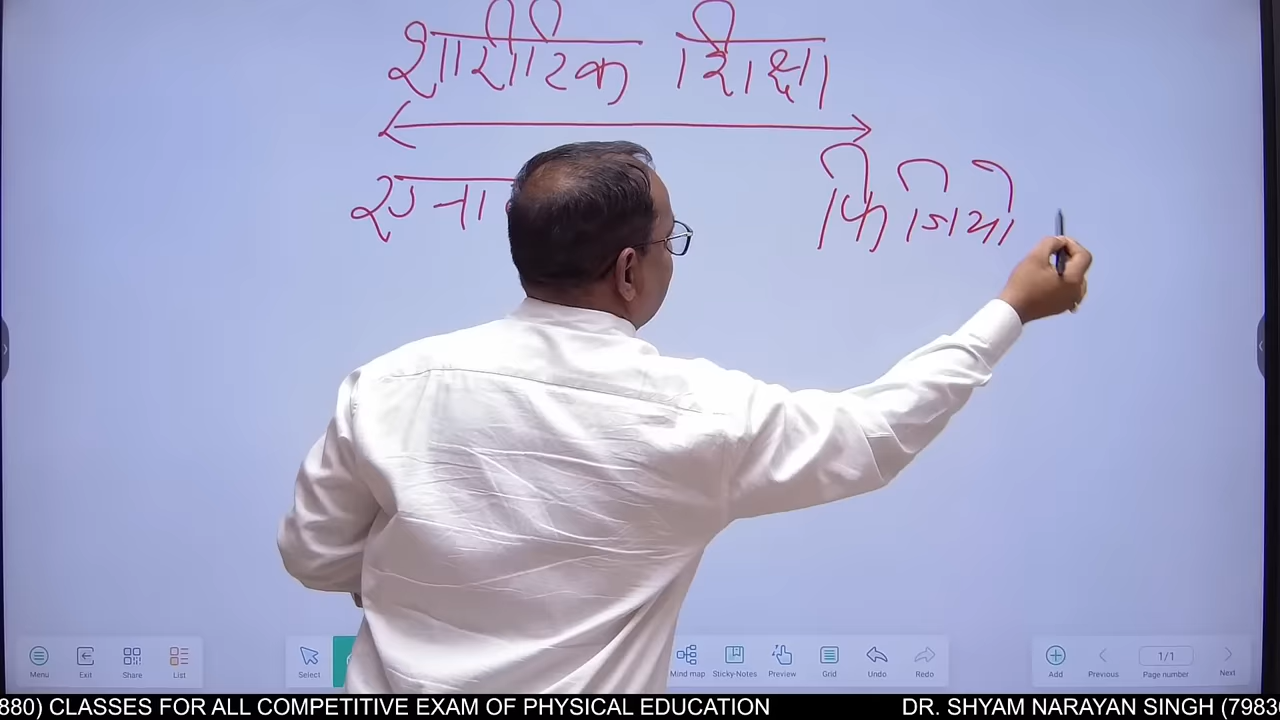 शारीरिक शिक्षा
एना
फिजियो
Menu Exit Share List Select Mind map Sticky-Notes Preview Grid Undo Redo Add Previous 1/1 Page number Next
880) CLASSES FOR ALL COMPETITIVE EXAM OF PHYSICAL EDUCATION DR. SHYAM NARAYAN SINGH (7983